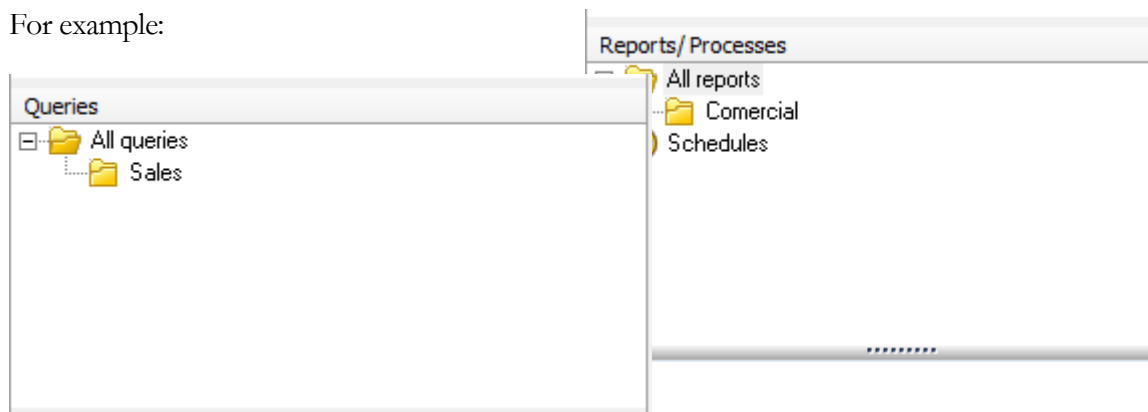 For example:
Queries
All queries
Sales
Reports/Processes
All reports
Comercial
Schedules